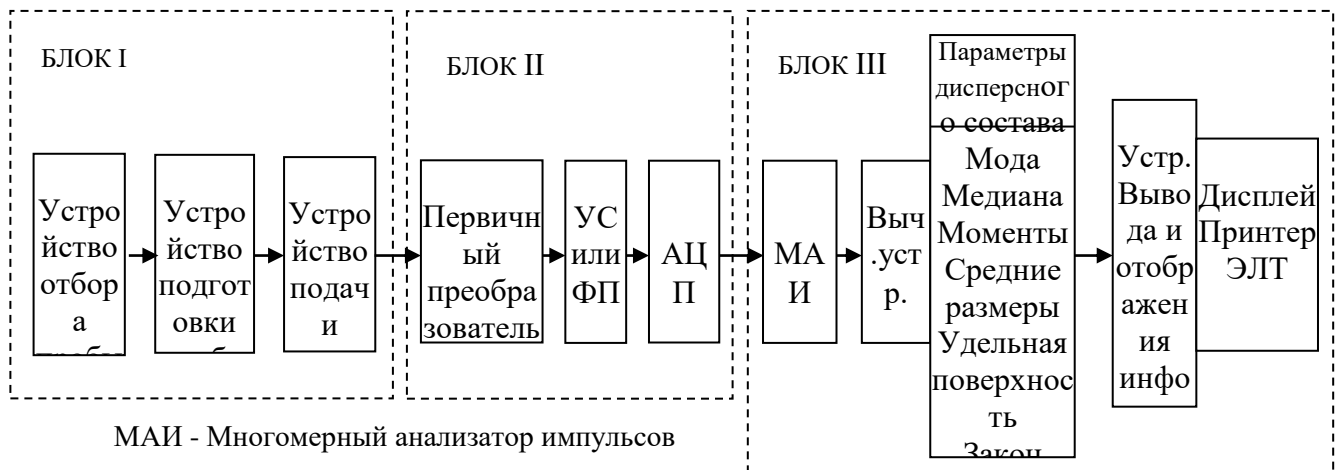 БЛОК I
Устро
йство
отбор
а
Устро
йство
подгот
овки
Устро
йство
подач
и
БЛОК II
Первичн
ый
преобра
зователь
УС
или
ФП
АЦ
П
БЛОК III
МА
И
Выч
.уст
р.
Параметры
дисперсног
о состава
Мода
Медиана
Моменты
Средние
размеры
Удельная
поверхнос
ть
Закон
Устр.
Выво
да и
отобр
ажен
ия
инфо
Дисплей
Принтер
ЭЛТ
МАИ - Многомерный анализатор импульсов